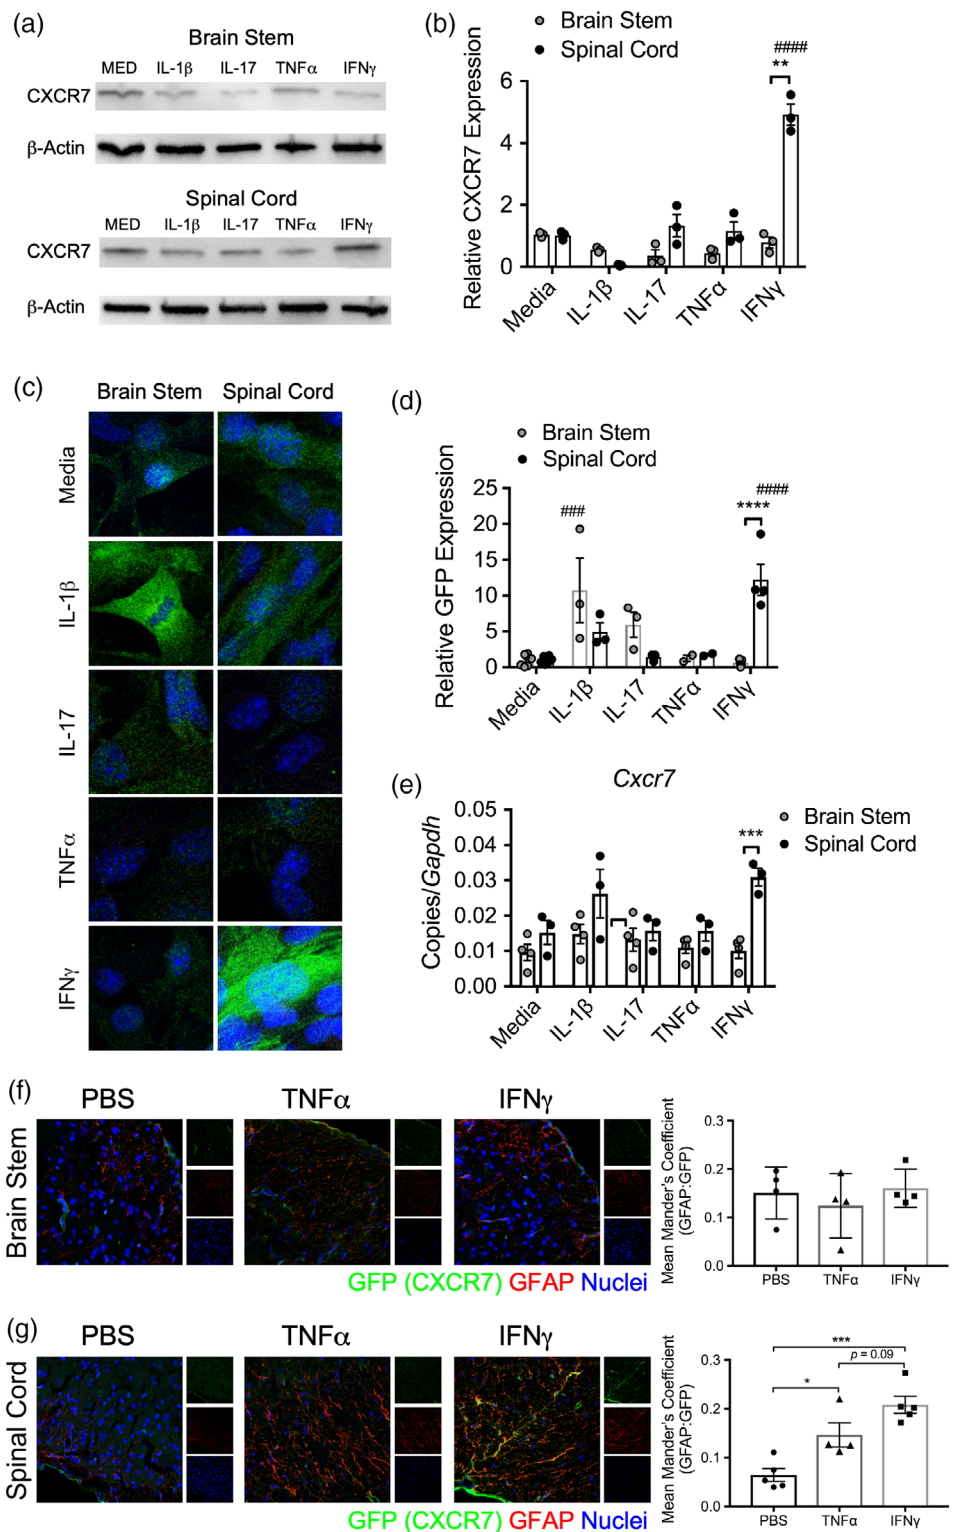 (a)
Brain Stem
MED IL-1β IL-17 TNFα IFNγ
CXCR7
β-Actin
Spinal Cord
MED IL-1β IL-17 TNFα IFNγ
CXCR7
β-Actin
(b)
Brain Stem
Spinal Cord
####
**
Relative CXCR7 Expression
6
4
2
0
Media IL-1β IL-17 TNFα IFNγ
(c)
Brain Stem Spinal Cord
Media
IL-1β
IL-17
TNFα
IFNγ
(d)
Brain Stem
Spinal Cord
Relative GFP Expression
25
20
15
10
5
0
###
####
****
Media IL-1β IL-17 TNFα IFNγ
(e)
Cxcr7
Brain Stem
Spinal Cord
Copies/Gapdh
0.05
0.04
0.03
0.02
0.01
0.00
***
Media IL-1β IL-17 TNFα IFNγ
(f)
PBS TNFα IFNγ
Brain Stem
GFP (CXCR7) GFAP Nuclei
Mean Mander's Coefficient
(GFAP:GFP)
0.3
0.2
0.1
0.0
PBS TNFα IFNγ
(g)
PBS TNFα IFNγ
Spinal Cord
GFP (CXCR7) GFAP Nuclei
Mean Mander's Coefficient
(GFAP:GFP)
0.3
0.2
0.1
0.0
***
p = 0.09
*
PBS TNFα IFNγ